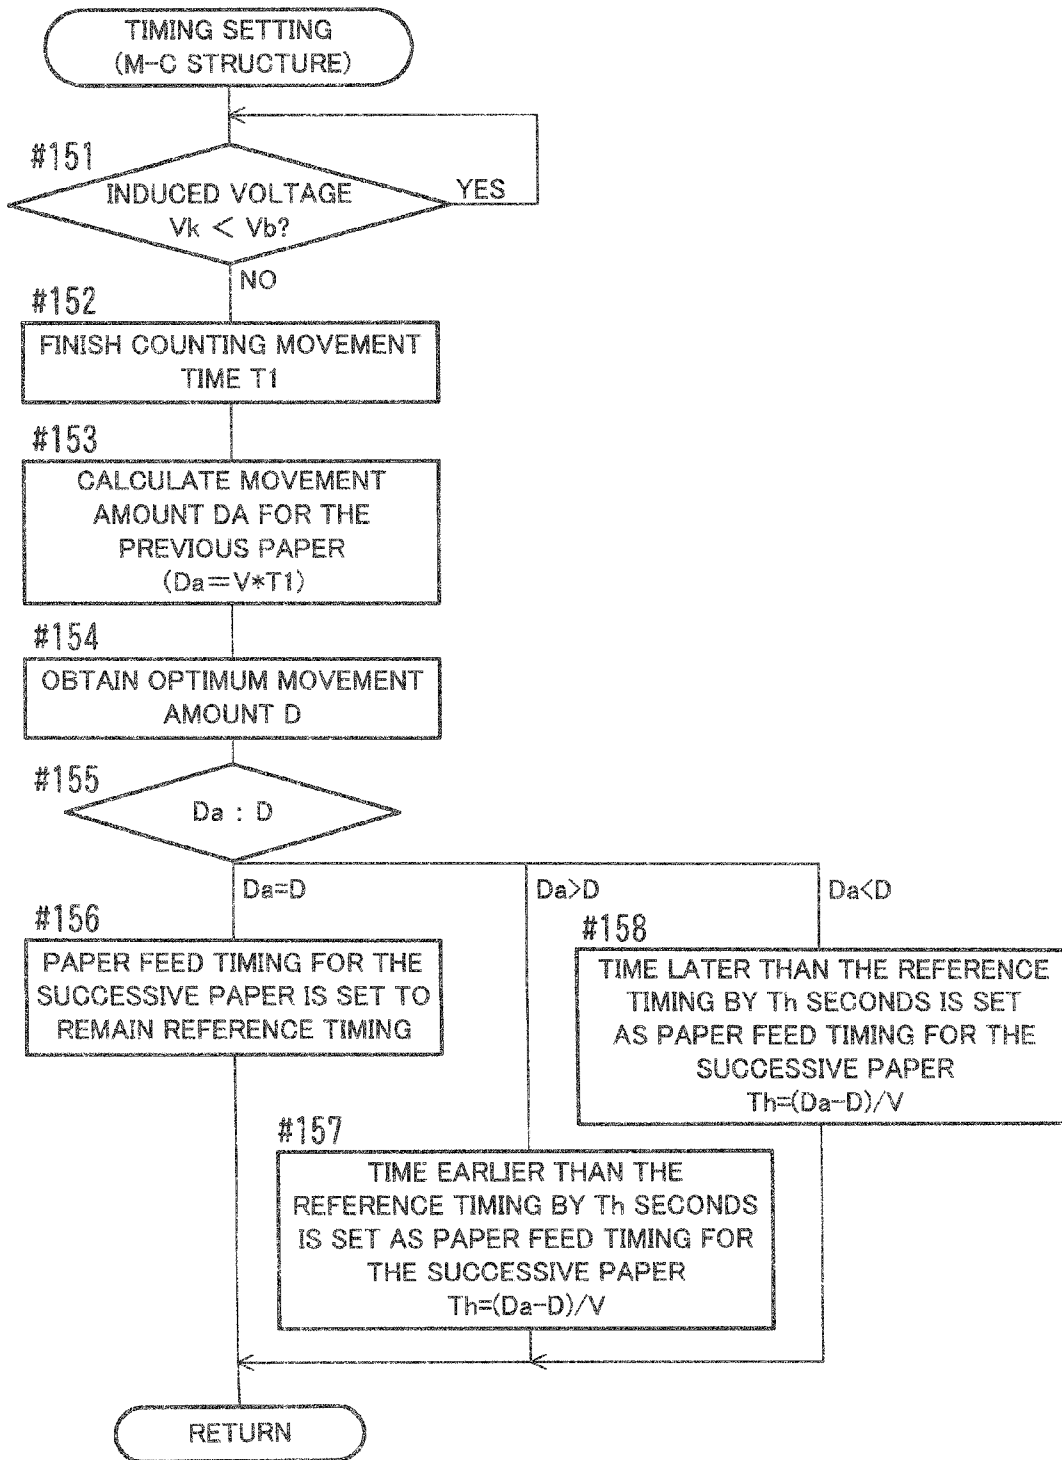 TIMING SETTING
(M-C STRUCTURE)
#151
INDUCED VOLTAGE
Vk < Vb?
YES
NO
#152
FINISH COUNTING MOVEMENT
TIME T1
#153
CALCULATE MOVEMENT
AMOUNT DA FOR THE
PREVIOUS PAPER
(Da=V*T1)
#154
OBTAIN OPTIMUM MOVEMENT
AMOUNT D
#155
Da : D
Da=D
Da>D
Da<D
#156
PAPER FEED TIMING FOR THE
SUCCESSIVE PAPER IS SET TO
REMAIN REFERENCE TIMING
#158
TIME LATER THAN THE REFERENCE
TIMING BY Th SECONDS IS SET
AS PAPER FEED TIMING FOR THE
SUCCESSIVE PAPER
Th=(Da-D)/V
#157
TIME EARLIER THAN THE
REFERENCE TIMING BY Th SECONDS
IS SET AS PAPER FEED TIMING FOR
THE SUCCESSIVE PAPER
Th=(Da-D)/V
RETURN